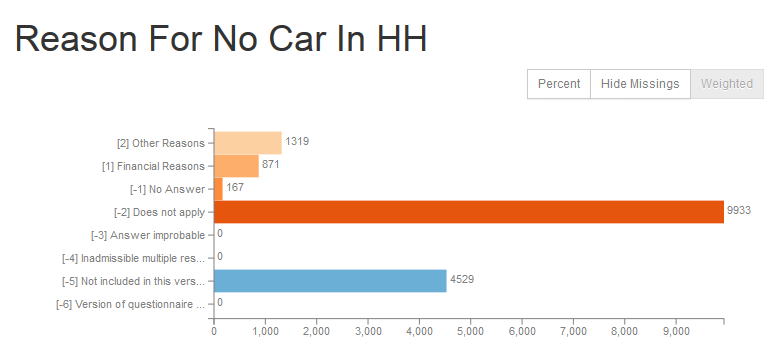 Reason For No Car In HH
Percent Hide Missings Weighted
[2] Other Reasons 1319
[1] Financial Reasons 871
[-1] No Answer 167
[-2] Does not apply 9933
[-3] Answer improbable 0
[-4] Inadmissible multiple res... 0
[-5] Not included in this vers... 4529
[-6] Version of questionnaire ... 0
0 1,000 2,000 3,000 4,000 5,000 6,000 7,000 8,000 9,000